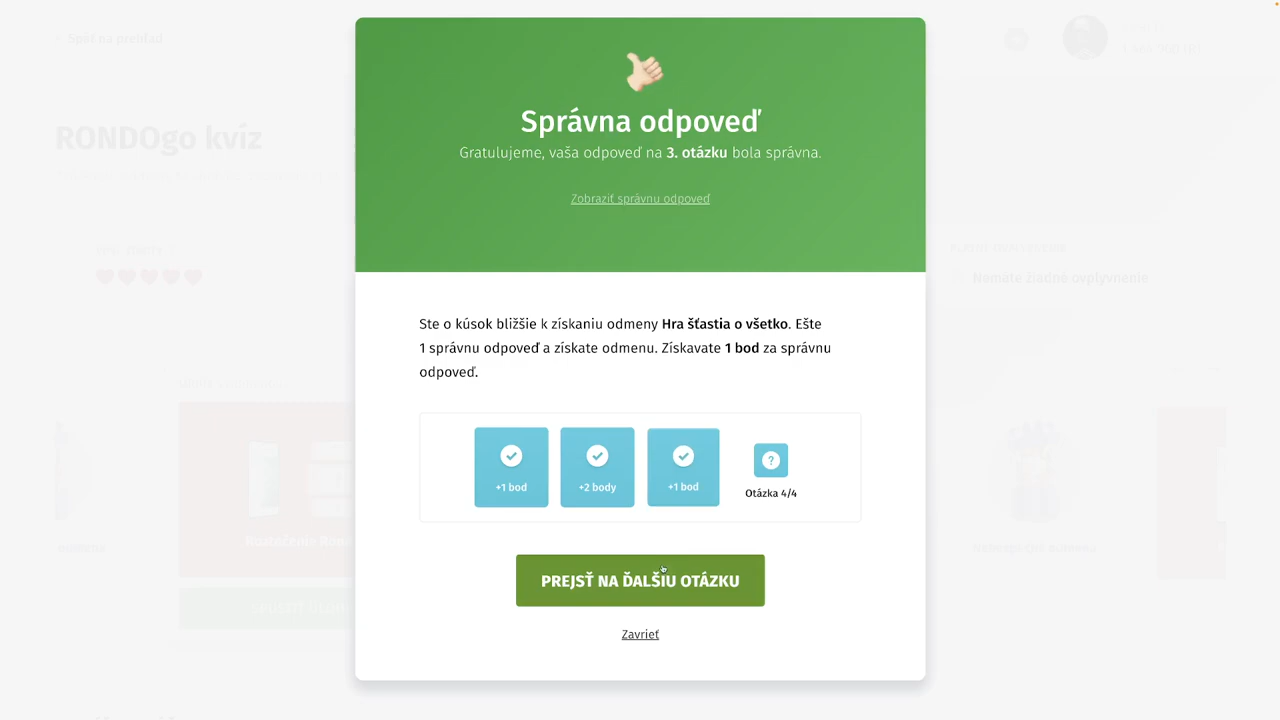 Späť na prehľad
RONDOgo kvíz
Nemáte žiadne ovplyvnenie
Správna odpoveď
Gratulujeme, vaša odpoveď na 3. otázku bola správna.
Zobraziť správnu odpoveď
Ste o kúsok bližšie k získaniu odmeny Hra šťastia o všetko. Ešte
1 správnu odpoveď a získate odmenu. Získavate 1 bod za správnu
odpoveď.
+1 bod
+2 body
+1 bod
?
Otázka 4/4
PREJSŤ NA ĎALŠIU OTÁZKU
Zavrieť